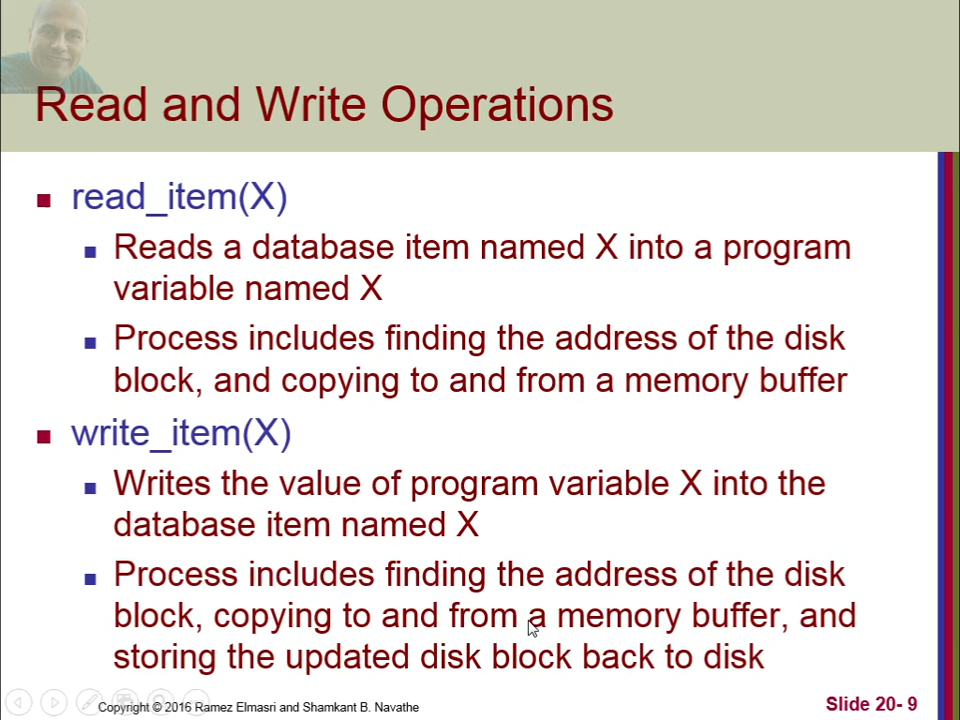 Read and Write Operations
read_item(X)
Reads a database item named X into a program
variable named X
Process includes finding the address of the disk
block, and copying to and from a memory buffer
write_item(X)
Writes the value of program variable X into the
database item named X
Process includes finding the address of the disk
block, copying to and from a memory buffer, and
storing the updated disk block back to disk
Copyright © 2016 Ramez Elmasri and Shamkant B. Navathe
Slide 20- 9